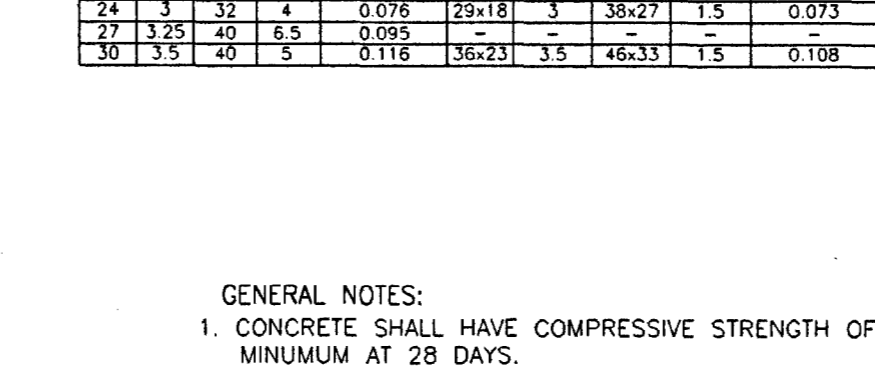 24 3 32 4 0.076 29x18 3 38x27 1.5 0.073
27 3.25 40 6.5 0.095 - - - - -
30 3.5 40 5 0.116 36x23 3.5 46x33 1.5 0.108
GENERAL NOTES:
1. CONCRETE SHALL HAVE COMPRESSIVE STRENGTH OF
MINUMUM AT 28 DAYS.